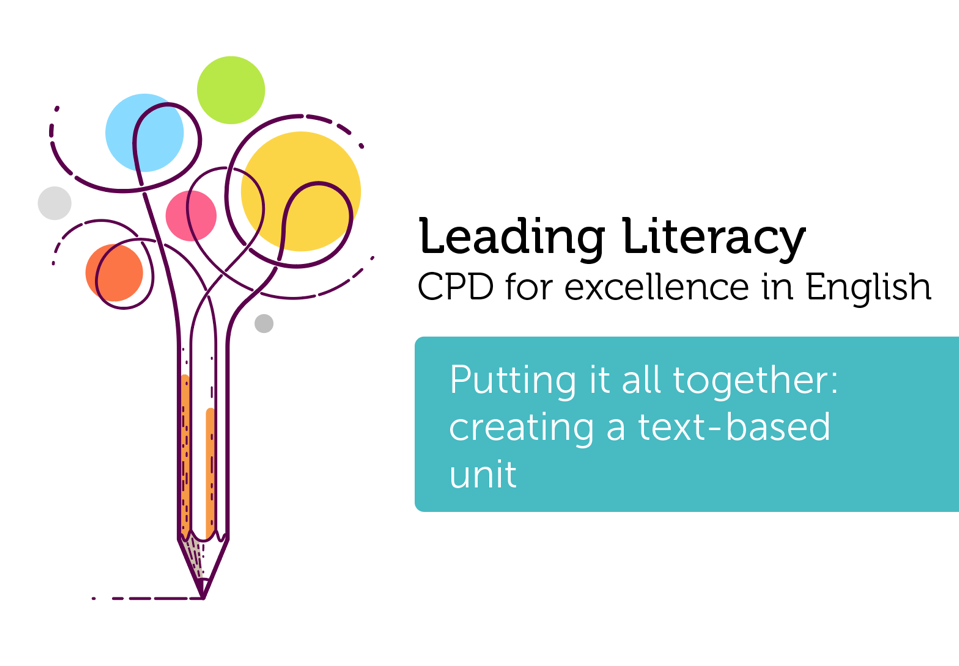 Leading Literacy
CPD for excellence in English
Putting it all together:
creating a text-based
unit